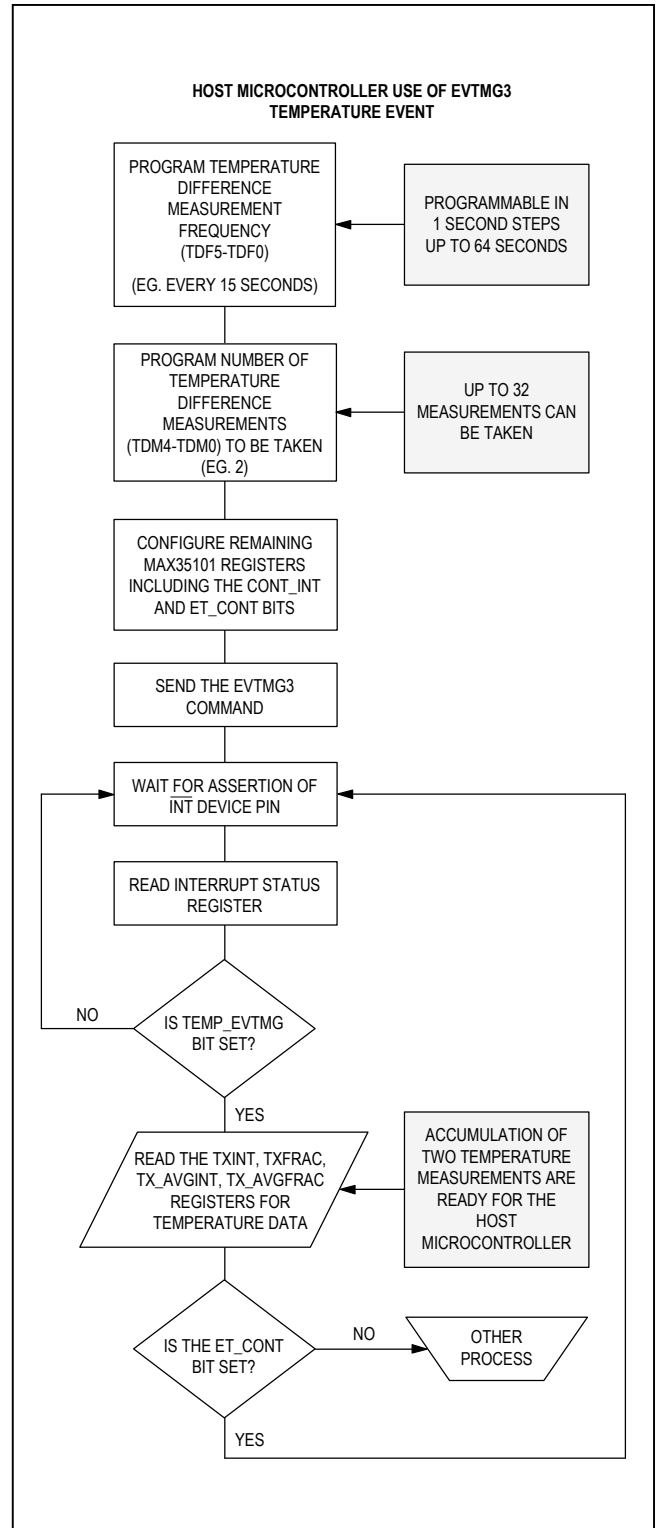 HOST MICROCONTROLLER USE OF EVTMG3
TEMPERATURE EVENT
PROGRAM TEMPERATURE
DIFFERENCE
MEASUREMENT
FREQUENCY
(TDF5-TDF0)
(EG. EVERY 15 SECONDS)
PROGRAMMABLE IN
1 SECOND STEPS
UP TO 64 SECONDS
PROGRAM NUMBER OF
TEMPERATURE
DIFFERENCE
MEASUREMENTS
(TDM4-TDM0) TO BE TAKEN
(EG. 2)
UP TO 32
MEASUREMENTS CAN
BE TAKEN
CONFIGURE REMAINING
MAX35101 REGISTERS
INCLUDING THE CONT_INT
AND ET_CONT BITS
SEND THE EVTMG3
COMMAND
WAIT FOR ASSERTION OF
INT DEVICE PIN
READ INTERRUPT STATUS
REGISTER
NO
IS TEMP_EVTMG
BIT SET?
YES
READ THE TXINT, TXFRAC,
TX_AVGINT, TX_AVGFRAC
REGISTERS FOR
TEMPERATURE DATA
ACCUMULATION OF
TWO TEMPERATURE
MEASUREMENTS ARE
READY FOR THE
HOST
MICROCONTROLLER
IS THE ET_CONT
BIT SET?
NO
OTHER
PROCESS
YES